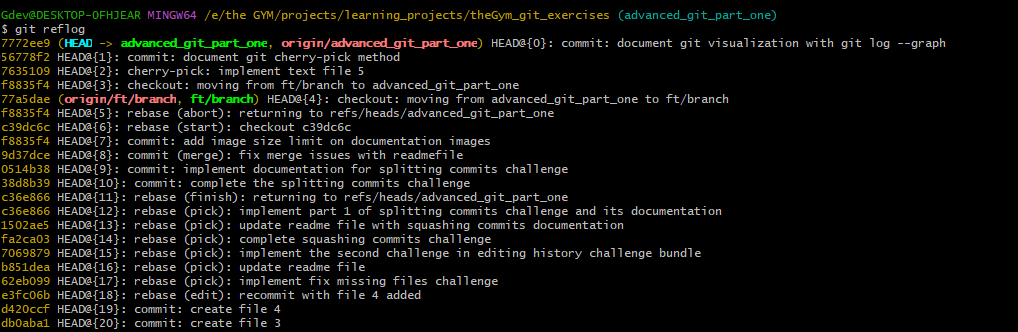 Gdev@DESKTOP-OFHJEAR MINGW64 /e/the GYM/projects/learning_projects/theGym_git_exercises (advanced_git_part_one)
$ git reflog
7772ee9 (HEAD -> advanced_git_part_one, origin/advanced_git_part_one) HEAD@{0}: commit: document git visualization with git log --graph
56778f2 HEAD@{1}: commit: document git cherry-pick method
7635109 HEAD@{2}: cherry-pick: implement text file 5
f8835f4 HEAD@{3}: checkout: moving from ft/branch to advanced_git_part_one
77a5dae (origin/ft/branch, ft/branch) HEAD@{4}: checkout: moving from advanced_git_part_one to ft/branch
f8835f4 HEAD@{5}: rebase (abort): returning to refs/heads/advanced_git_part_one
c39dc6c HEAD@{6}: rebase (start): checkout c39dc6c
f8835f4 HEAD@{7}: commit: add image size limit on documentation images
9d37dce HEAD@{8}: commit (merge): fix merge issues with readmefile
0514b38 HEAD@{9}: commit: implement documentation for splitting commits challenge
38d8b39 HEAD@{10}: commit: complete the splitting commits challenge
c36e866 HEAD@{11}: rebase (finish): returning to refs/heads/advanced_git_part_one
c36e866 HEAD@{12}: rebase (pick): implement part 1 of splitting commits challenge and its documentation
1502ae5 HEAD@{13}: rebase (pick): update readme file with squashing commits documentation
fa2ca03 HEAD@{14}: rebase (pick): complete squashing commits challenge
7069879 HEAD@{15}: rebase (pick): implement the second challenge in editing history challenge bundle
b851dea HEAD@{16}: rebase (pick): update readme file
62eb099 HEAD@{17}: rebase (pick): implement fix missing files challenge
e3fc06b HEAD@{18}: rebase (edit): recommit with file 4 added
d420ccf HEAD@{19}: commit: create file 4
db0aba1 HEAD@{20}: commit: create file 3